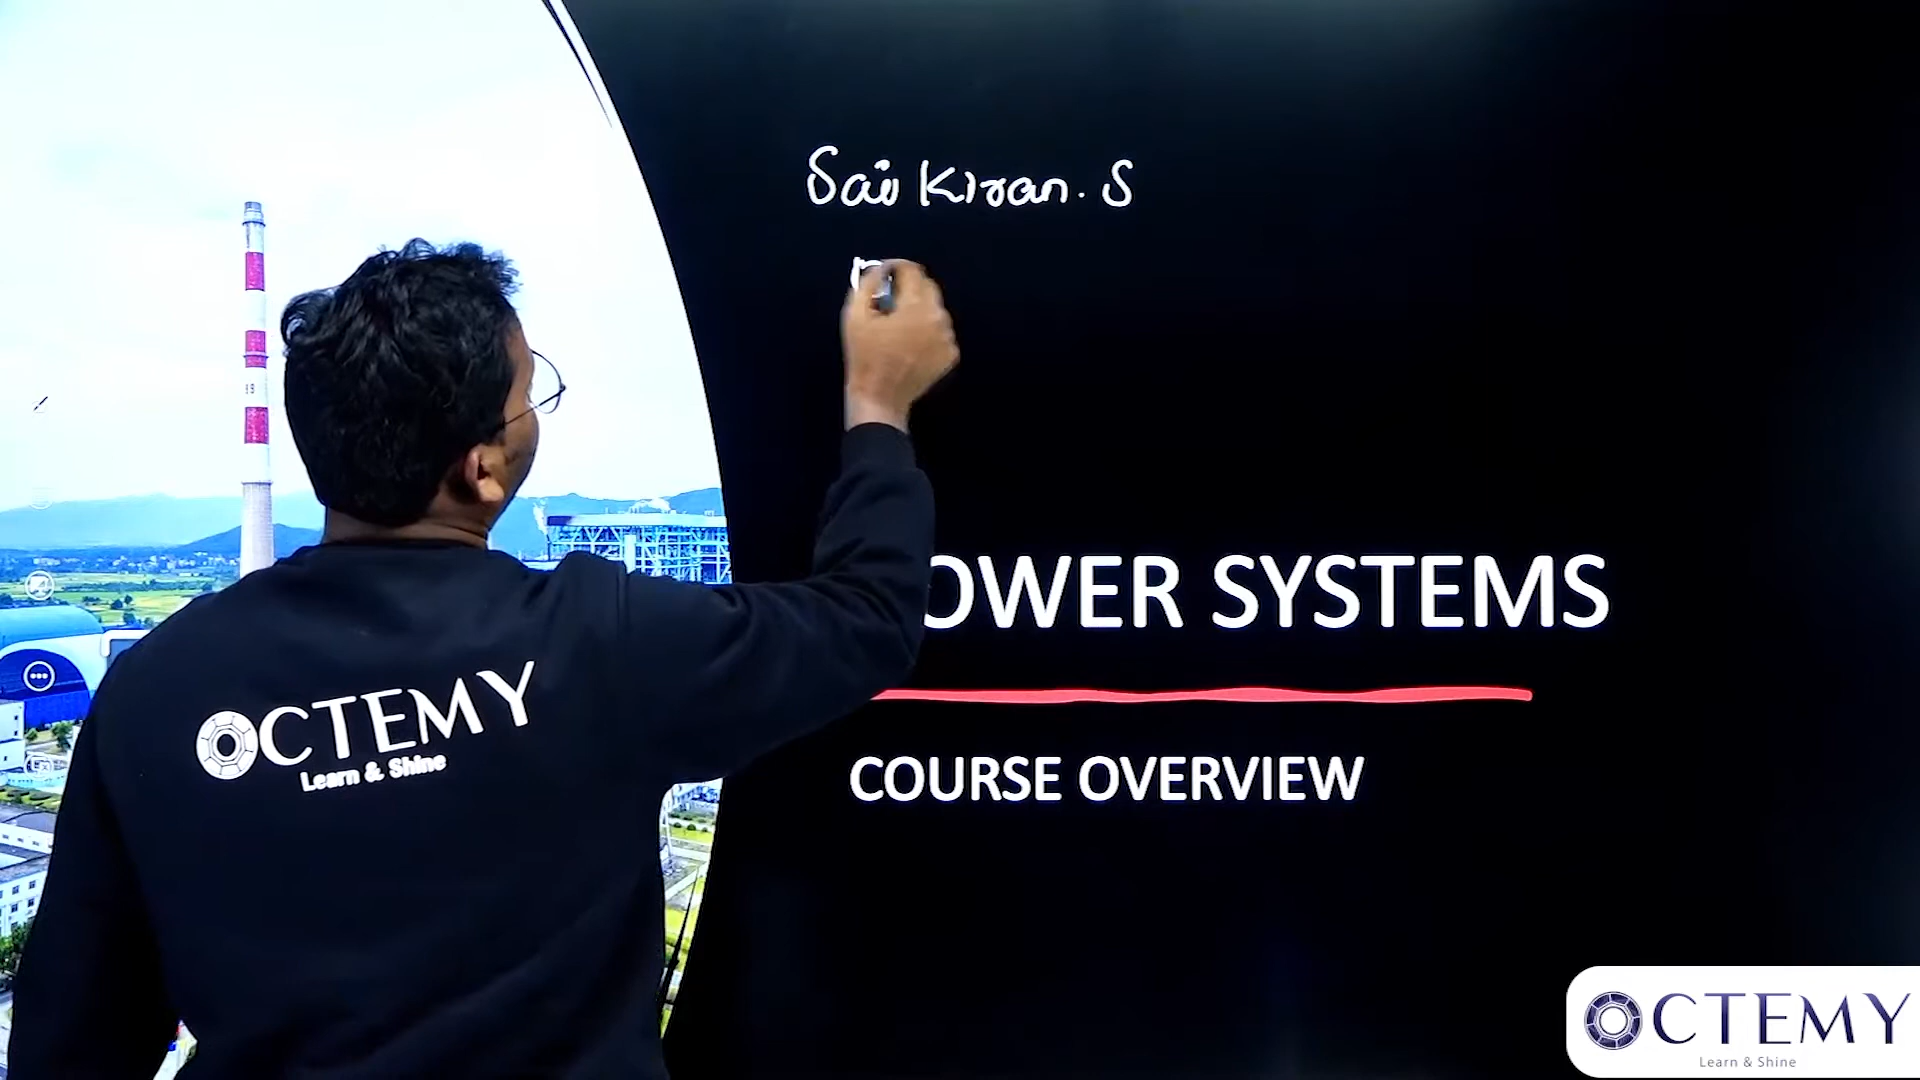 Sai Kiran. S
OWER SYSTEMS
COURSE OVERVIEW
OCTEMY
Learn & Shine
OCTEMY
Learn & Shine